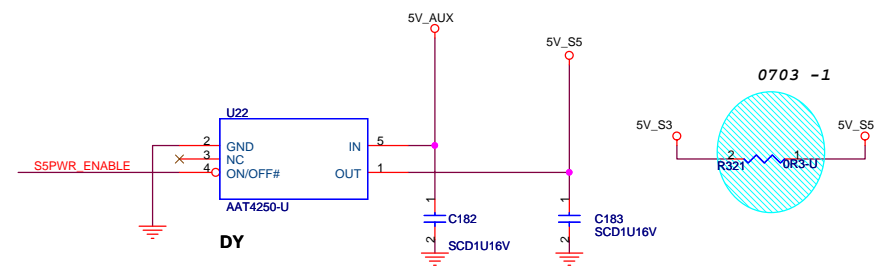 5V_AUX
5V_S5
0703 -1
U22
5V_S3
5V_S5
2
GND
IN
5
3
NC
S5PWR_ENABLE
4
ON/OFF#
OUT
1
2
1
R321
0R3-U
AAT4250-U
DY
1
C182
2
SCD1U16V
1
C183
SCD1U16V
2